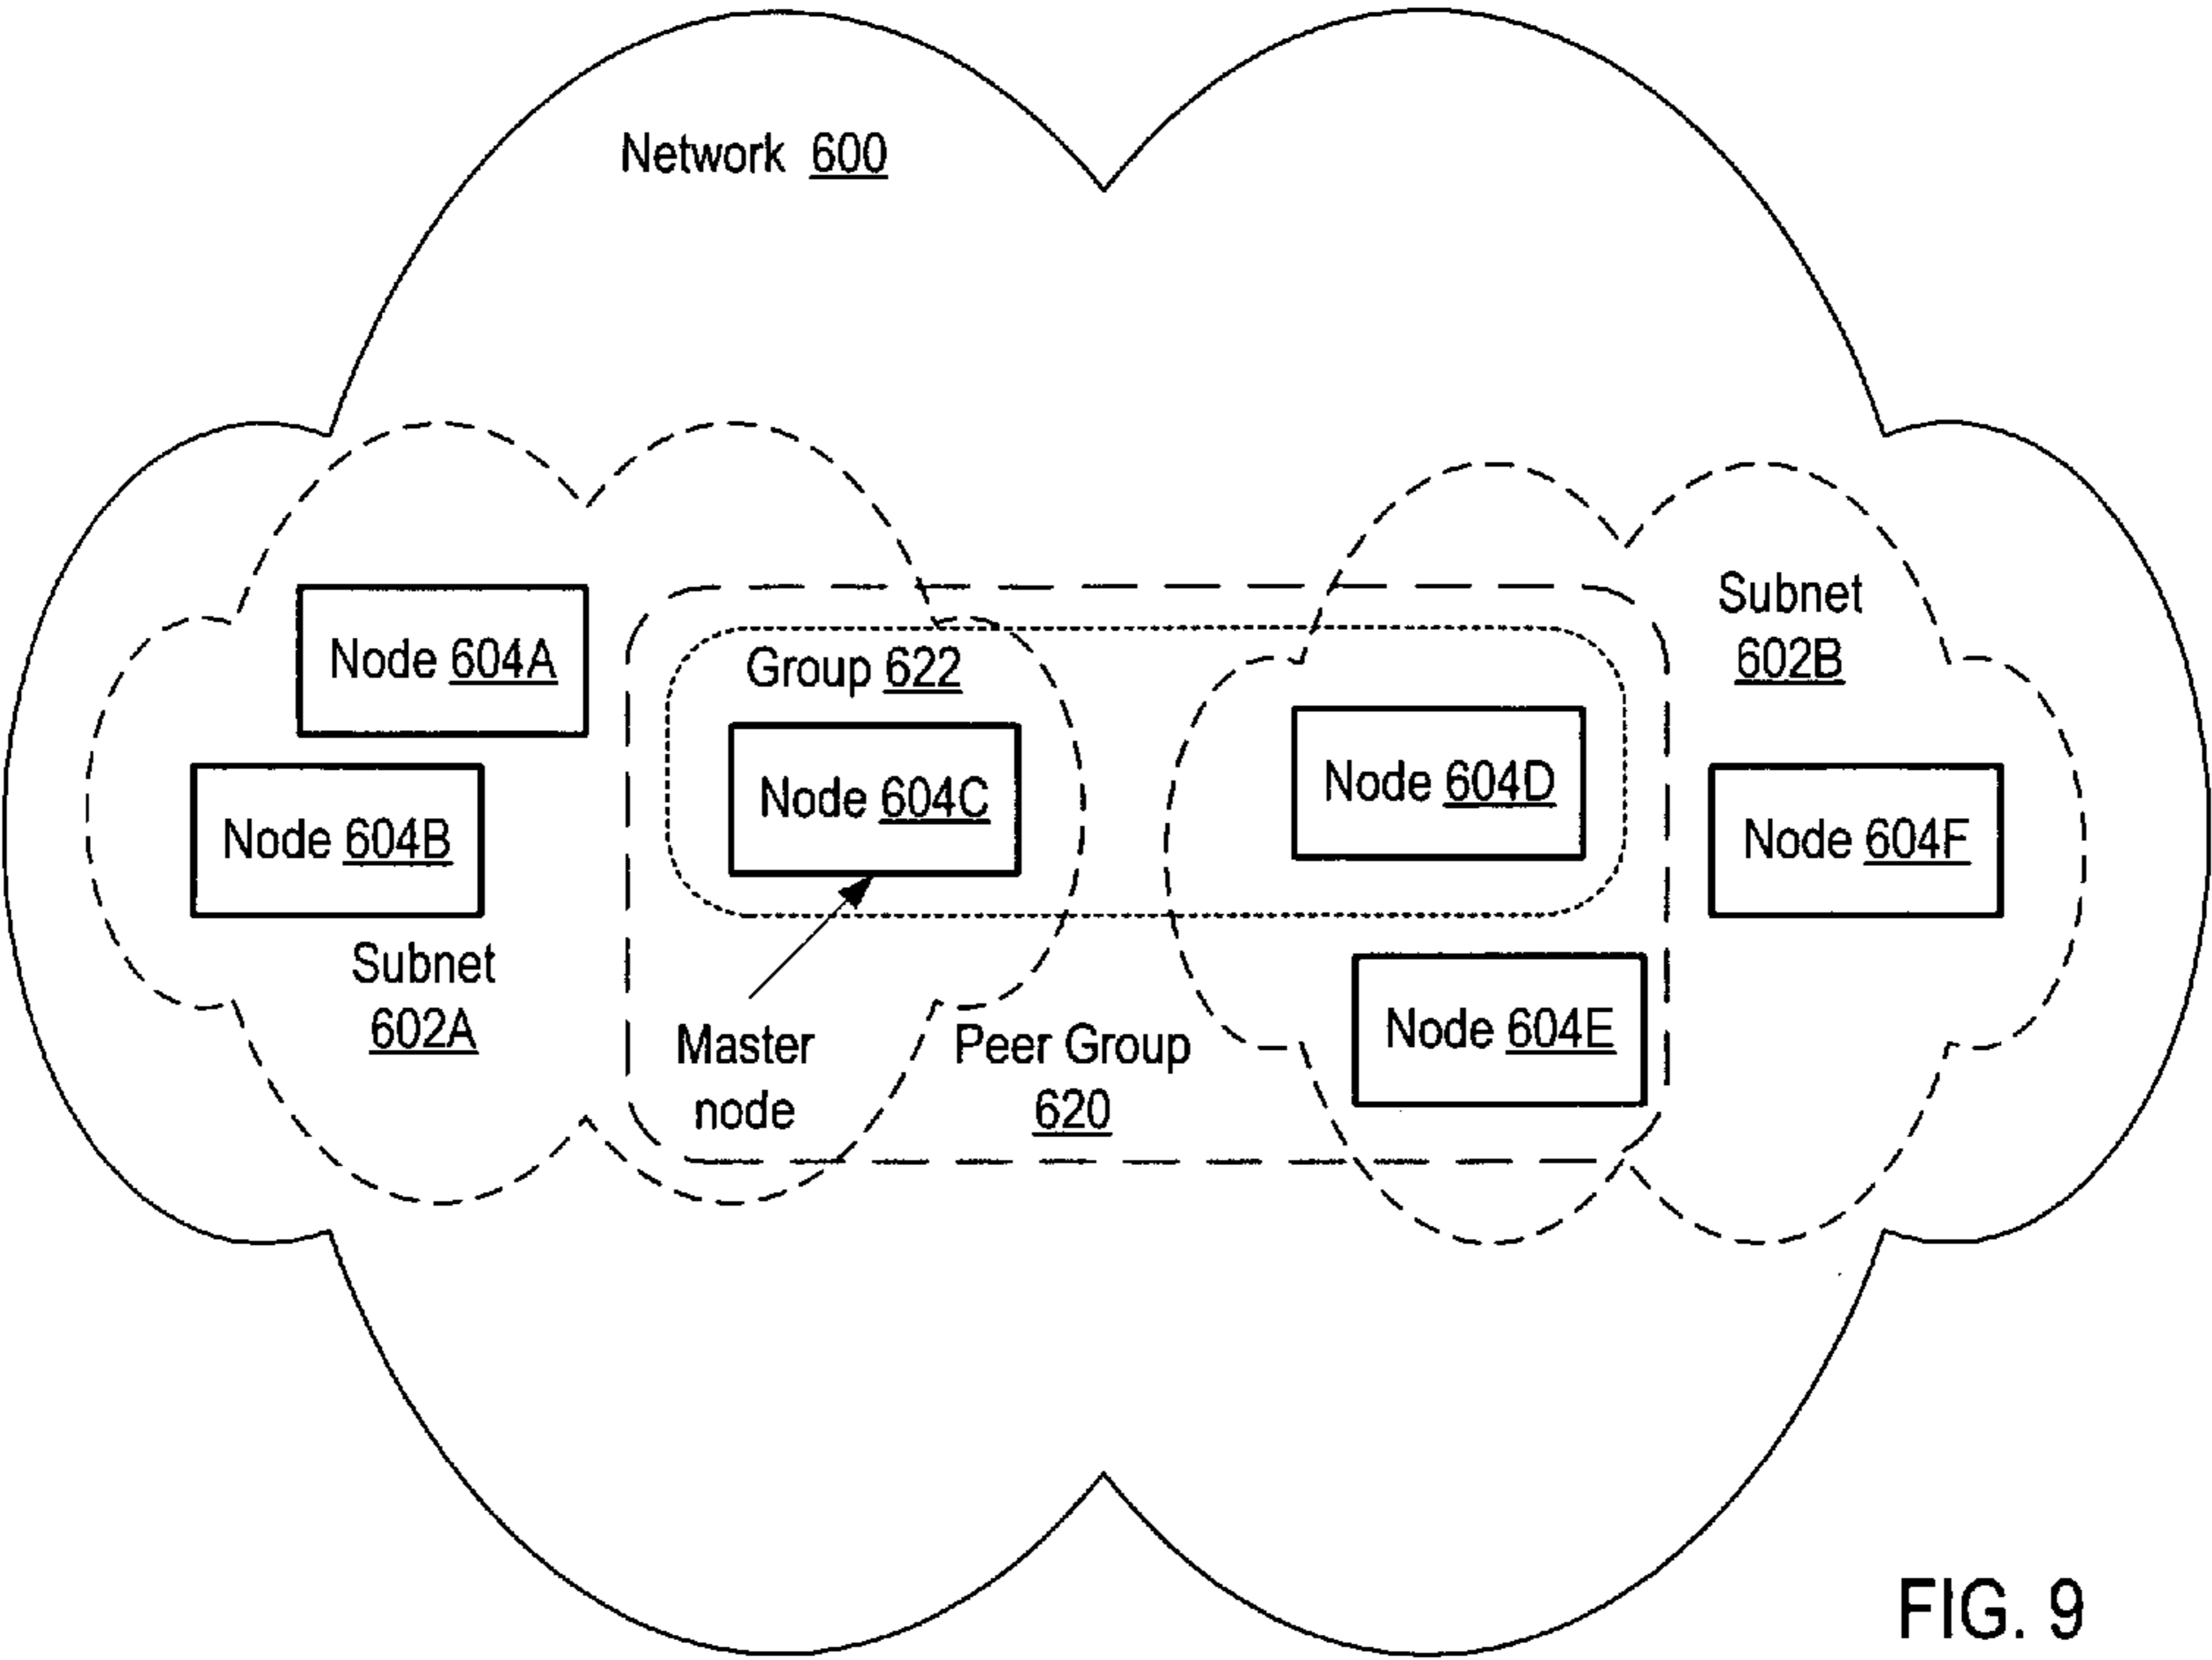 Network 600
Subnet
602B
Node 604A
Group 622
Node 604C
Node 604D
Node 604B
Node 604F
Subnet
602A
Master
node
Peer Group
620
Node 604E
FIG. 9